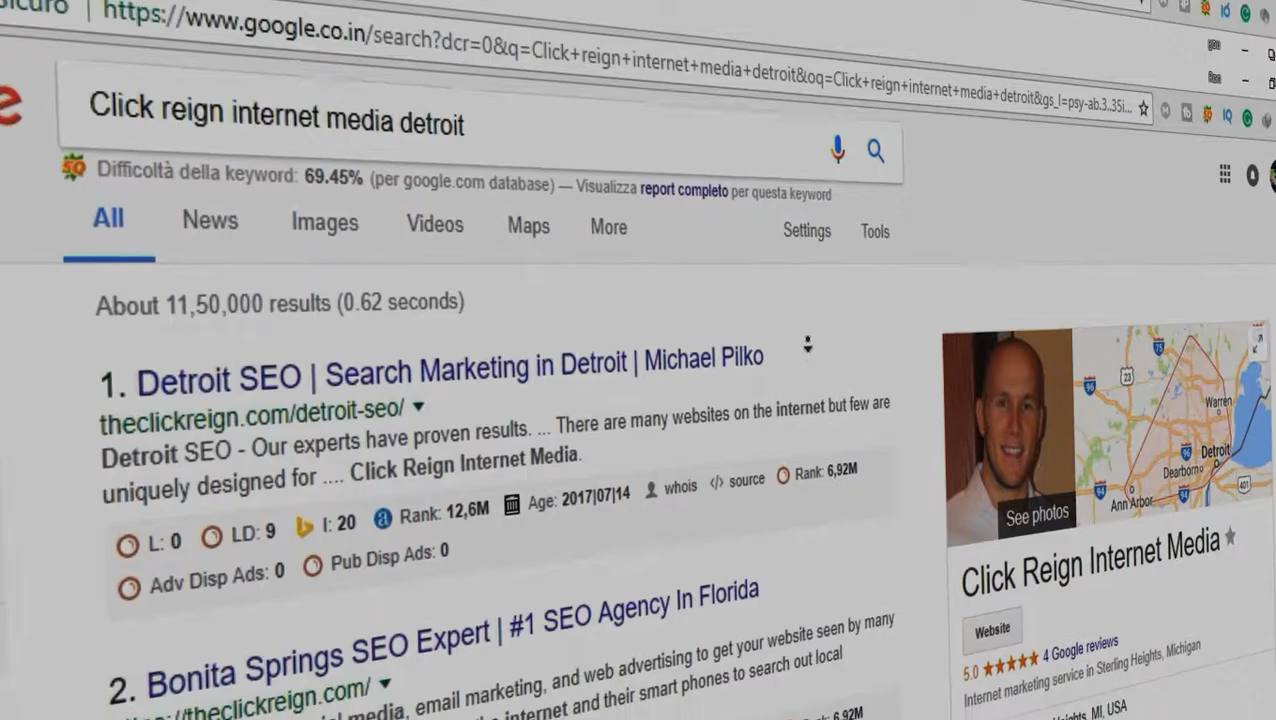 https://www.google.co.in/search?dcr=0&q=Click+reign+internet+media+detroit&oq=Click+reign+internet+media+detroit&gs_l=psy-ab.3..35i...
Click reign internet media detroit
Difficoltà della keyword: 69.45% (per google.com database) — Visualizza report completo per questa keyword
All News Images Videos Maps More Settings Tools
About 11,50,000 results (0.62 seconds)
1. Detroit SEO | Search Marketing in Detroit | Michael Pilko
theclickreign.com/detroit-seo/
Detroit SEO - Our experts have proven results. ... There are many websites on the internet but few are
uniquely designed for .... Click Reign Internet Media.
L: 0 LD: 9 I: 20 Rank: 12,6M Age: 2017|07|14 whois </> source Rank: 6,92M
Adv Disp Ads: 0 Pub Disp Ads: 0
2. Bonita Springs SEO Expert | #1 SEO Agency In Florida
://theclickreign.com/
media, email marketing, and web advertising to get your website seen by many
internet and their smart phones to search out local
6,92M
See photos
Warren
Detroit
Dearborn
Ann Arbor
Click Reign Internet Media
Website
5.0 4 Google reviews
Internet marketing service in Sterling Heights, Michigan
MI, USA